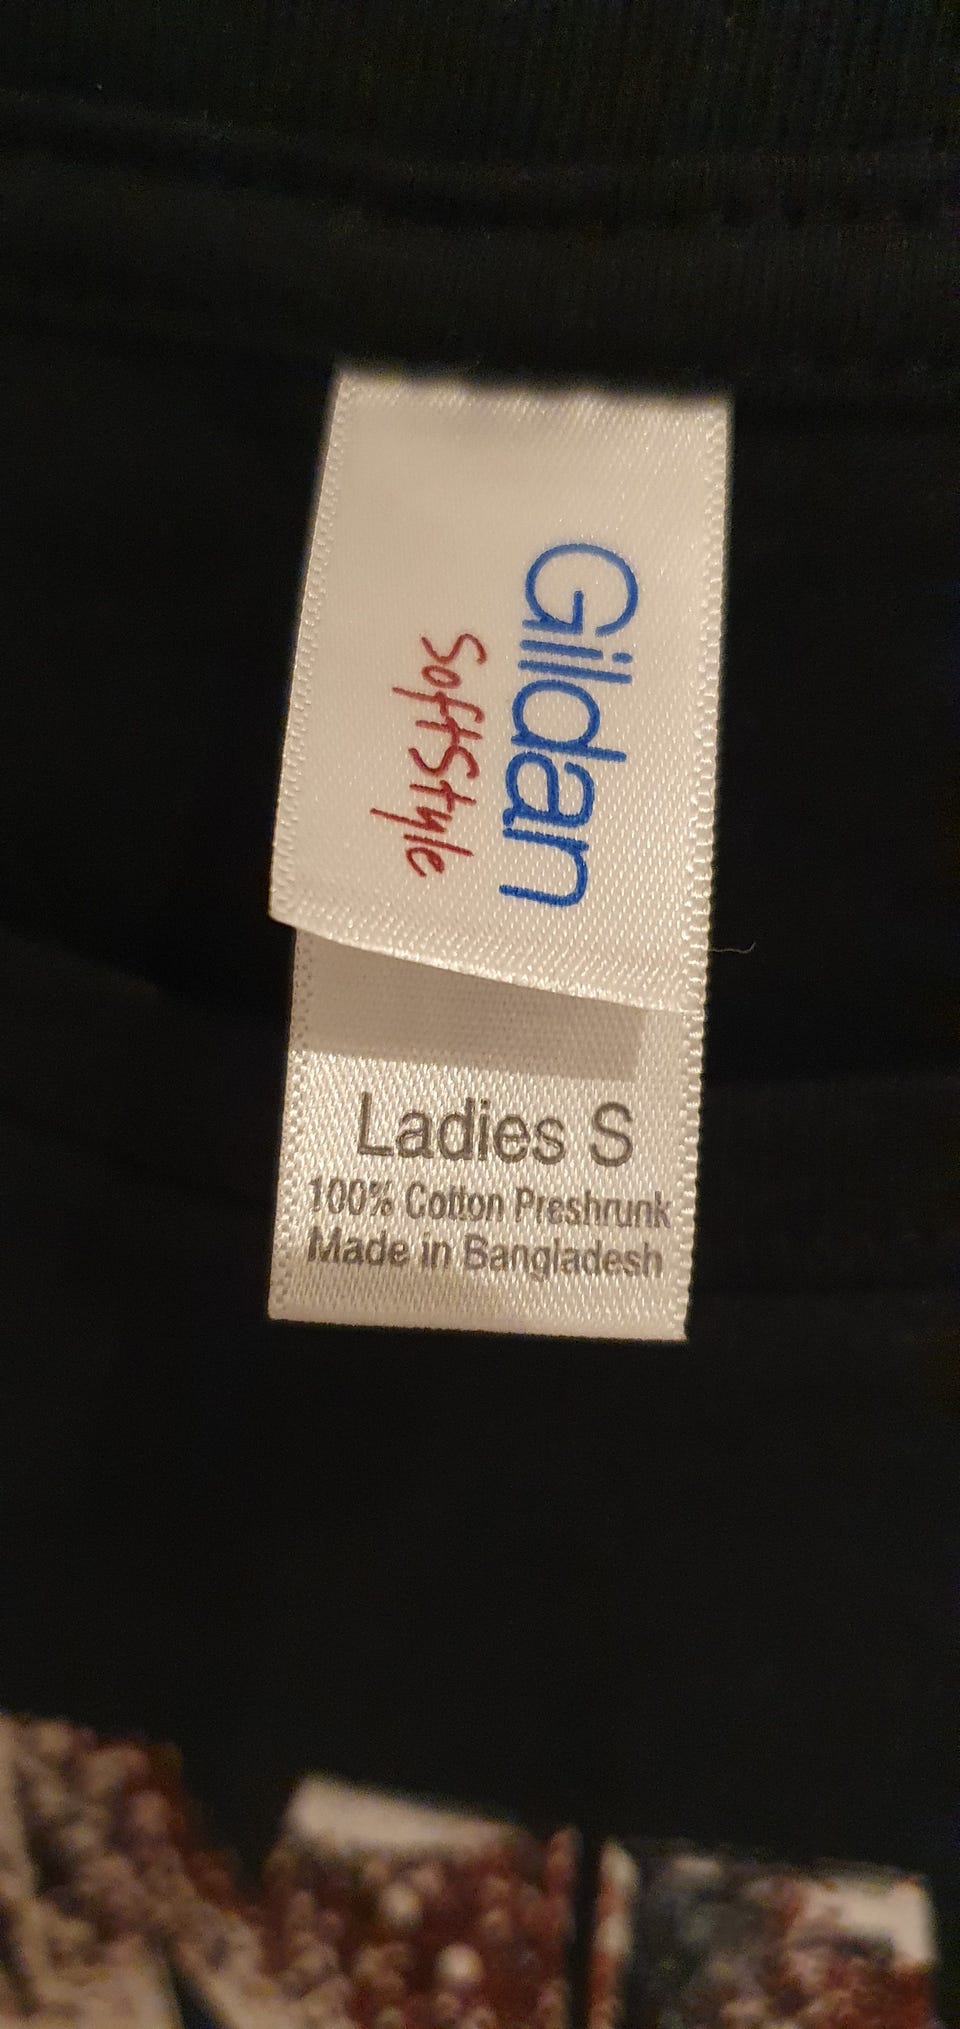 Gildan
SoftStyle
Ladies S
100% Cotton Preshrunk
Made in Bangladesh